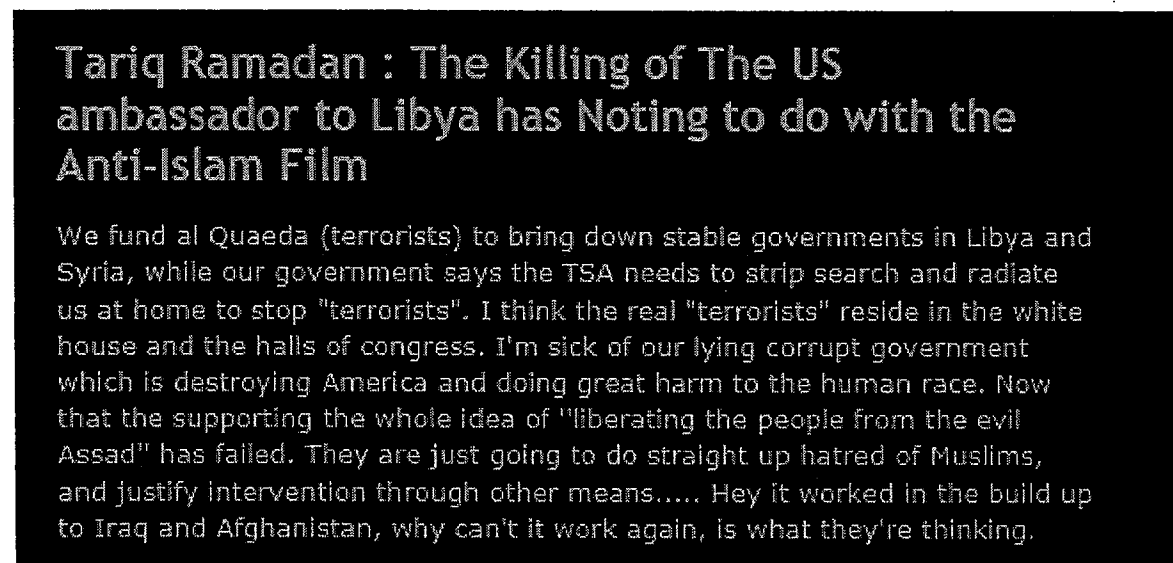 Tariq Ramadan : The Killing of The US
ambassador to Libya has Noting to do with the
Anti-Islam Film
We fund al Quaeda (terrorists) to bring down stable governments in Libya and
Syria, while our government says the TSA needs to strip search and radiate
us at home to stop "terrorists". I think the real "terrorists" reside in the white
house and the halls of congress. I'm sick of our lying corrupt government
which is destroying America and doing great harm to the human race. Now
that the supporting the whole idea of "liberating the people from the evil
Assad" has failed. They are just going to do straight up hatred of Muslims,
and justify intervention through other means..... Hey it worked in the build up
to Iraq and Afghanistan, why can't it work again, is what they're thinking.